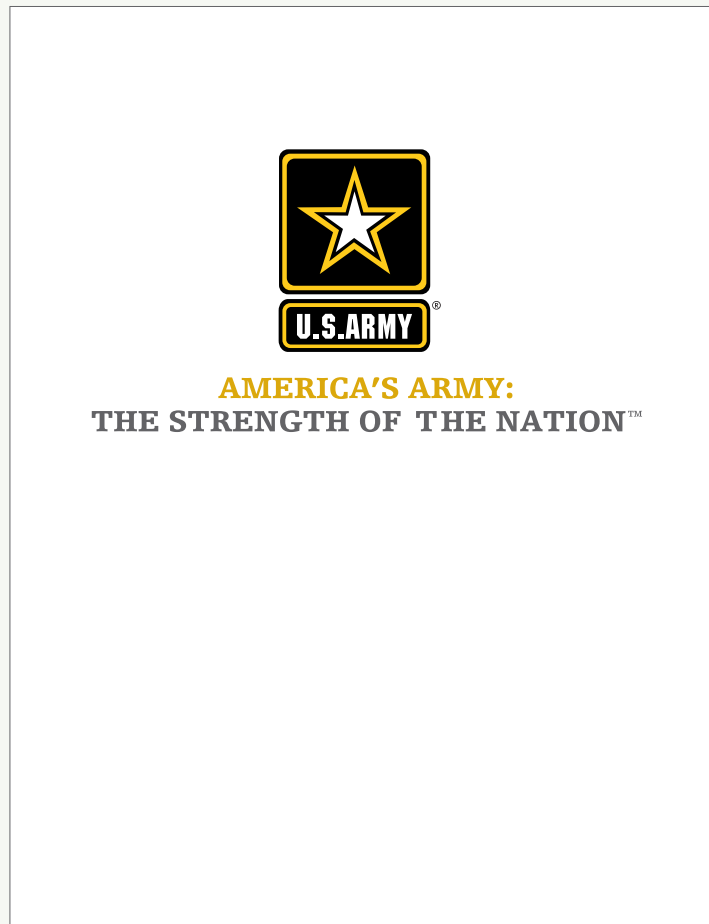 U.S.ARMY®
AMERICA'S ARMY:
THE STRENGTH OF THE NATION™